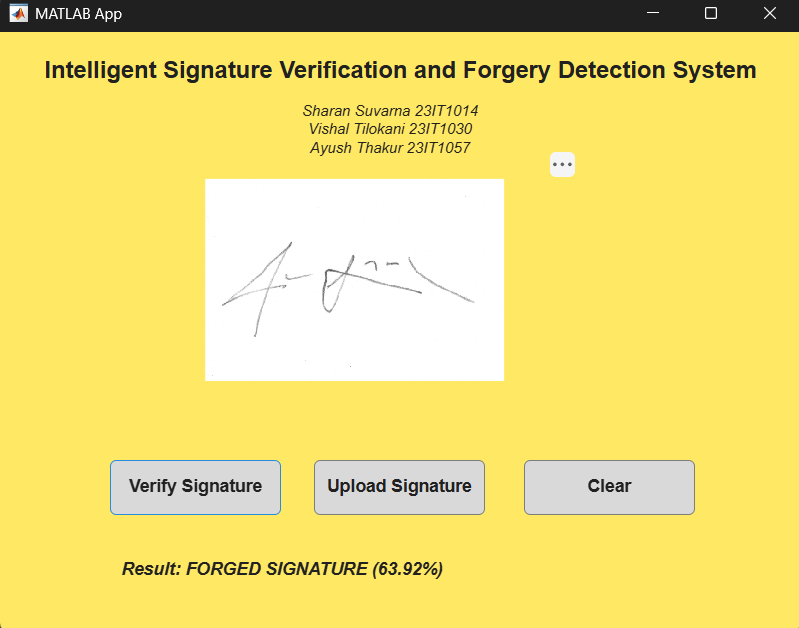 MATLAB App
Intelligent Signature Verification and Forgery Detection System
Sharan Suvarna 23IT1014
Vishal Tilokani 23IT1030
Ayush Thakur 23IT1057
Verify Signature
Upload Signature
Clear
Result: FORGED SIGNATURE (63.92%)